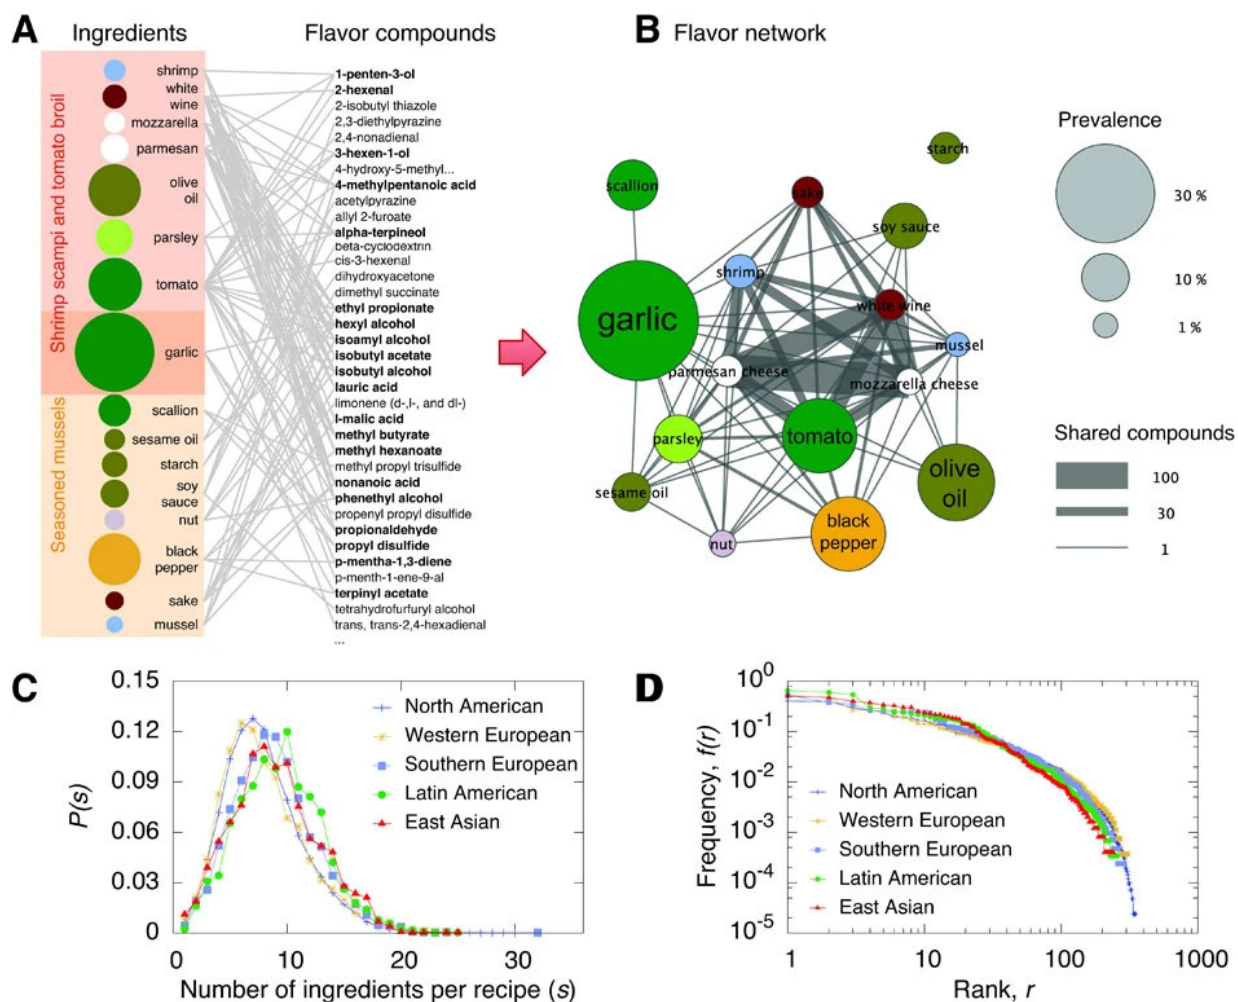 A
Ingredients
Flavor compounds
Shrimp scampi and tomato broil
Seasoned mussels
shrimp
white
wine
mozzarella
parmesan
olive
oil
parsley
tomato
garlic
scallion
sesame oil
starch
soy
sauce
nut
black
pepper
sake
mussel
1-penten-3-ol
2-hexenal
2-isobutyl thiazole
2,3-diethylpyrazine
2,4-nonadienal
3-hexen-1-ol
4-hydroxy-5-methyl...
4-methylpentanoic acid
acetylpyrazine
allyl 2-furoate
alpha-terpineol
beta-cyclodextrin
cis-3-hexenal
dihydroxyacetone
dimethyl succinate
ethyl propionate
hexyl alcohol
isoamyl alcohol
isobutyl acetate
isobutyl alcohol
lauric acid
limonene (d-,l-, and dl-)
l-malic acid
methyl butyrate
methyl hexanoate
methyl propyl trisulfide
nonanoic acid
phenethyl alcohol
propenyl propyl disulfide
propionaldehyde
propyl disulfide
p-mentha-1,3-diene
p-menth-1-ene-9-al
terpinyl acetate
tetrahydrofurfuryl alcohol
trans, trans-2,4-hexadienal
...
B
Flavor network
starch
scallion
sake
soy sauce
shrimp
white wine
garlic
mussel
parmesan cheese
mozzarella cheese
parsley
tomato
sesame oil
olive
oil
black
pepper
nut
Prevalence
30 %
10 %
1 %
Shared compounds
100
30
1
C
P(s)
0.15
0.12
0.09
0.06
0.03
0
0
10
20
30
Number of ingredients per recipe (s)
North American
Western European
Southern European
Latin American
East Asian
D
Frequency, f(r)
10^0
10^-1
10^-2
10^-3
10^-4
10^-5
1
10
100
1000
Rank, r
North American
Western European
Southern European
Latin American
East Asian